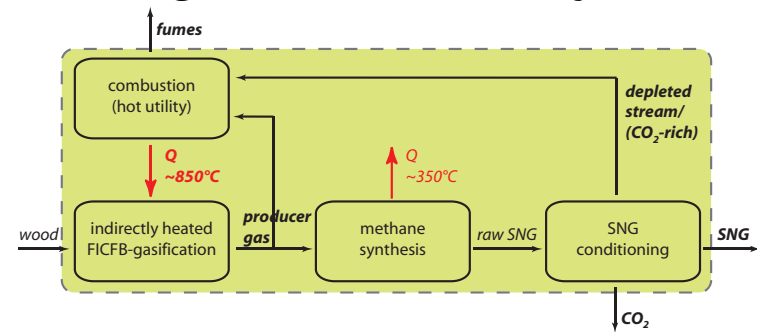 fumes
combustion
(hot utility)
depleted
stream/
(CO₂-rich)
Q
~850°C
Q
~350°C
wood
indirectly heated
FICFB-gasification
producer
gas
methane
synthesis
raw SNG
SNG
conditioning
SNG
CO₂